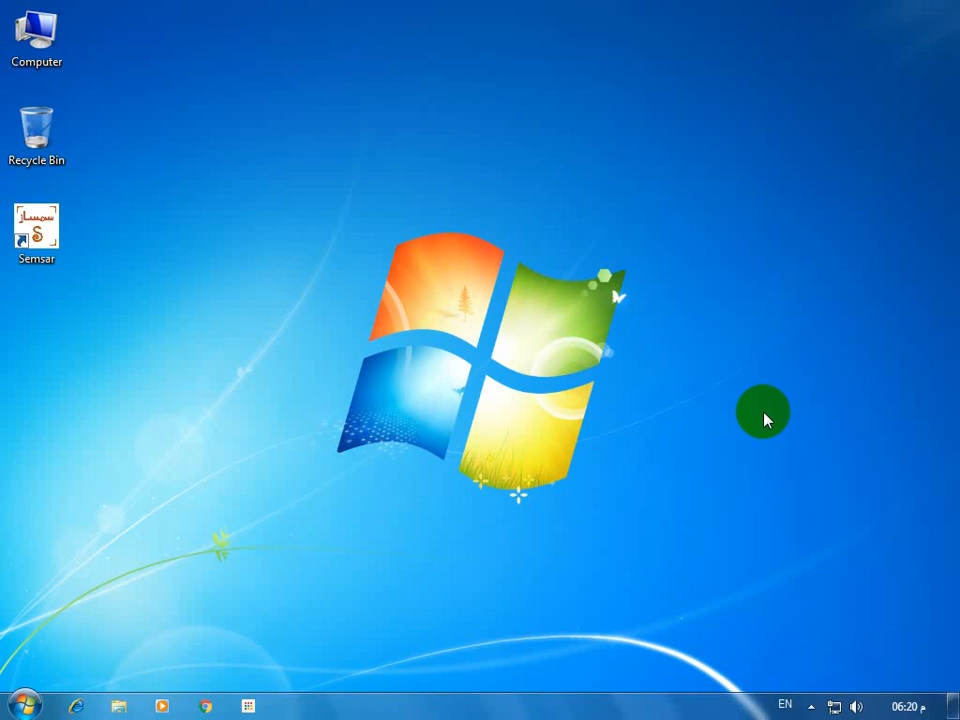 Computer
Recycle Bin
سمسار
S
Semsar
EN
06:20 م